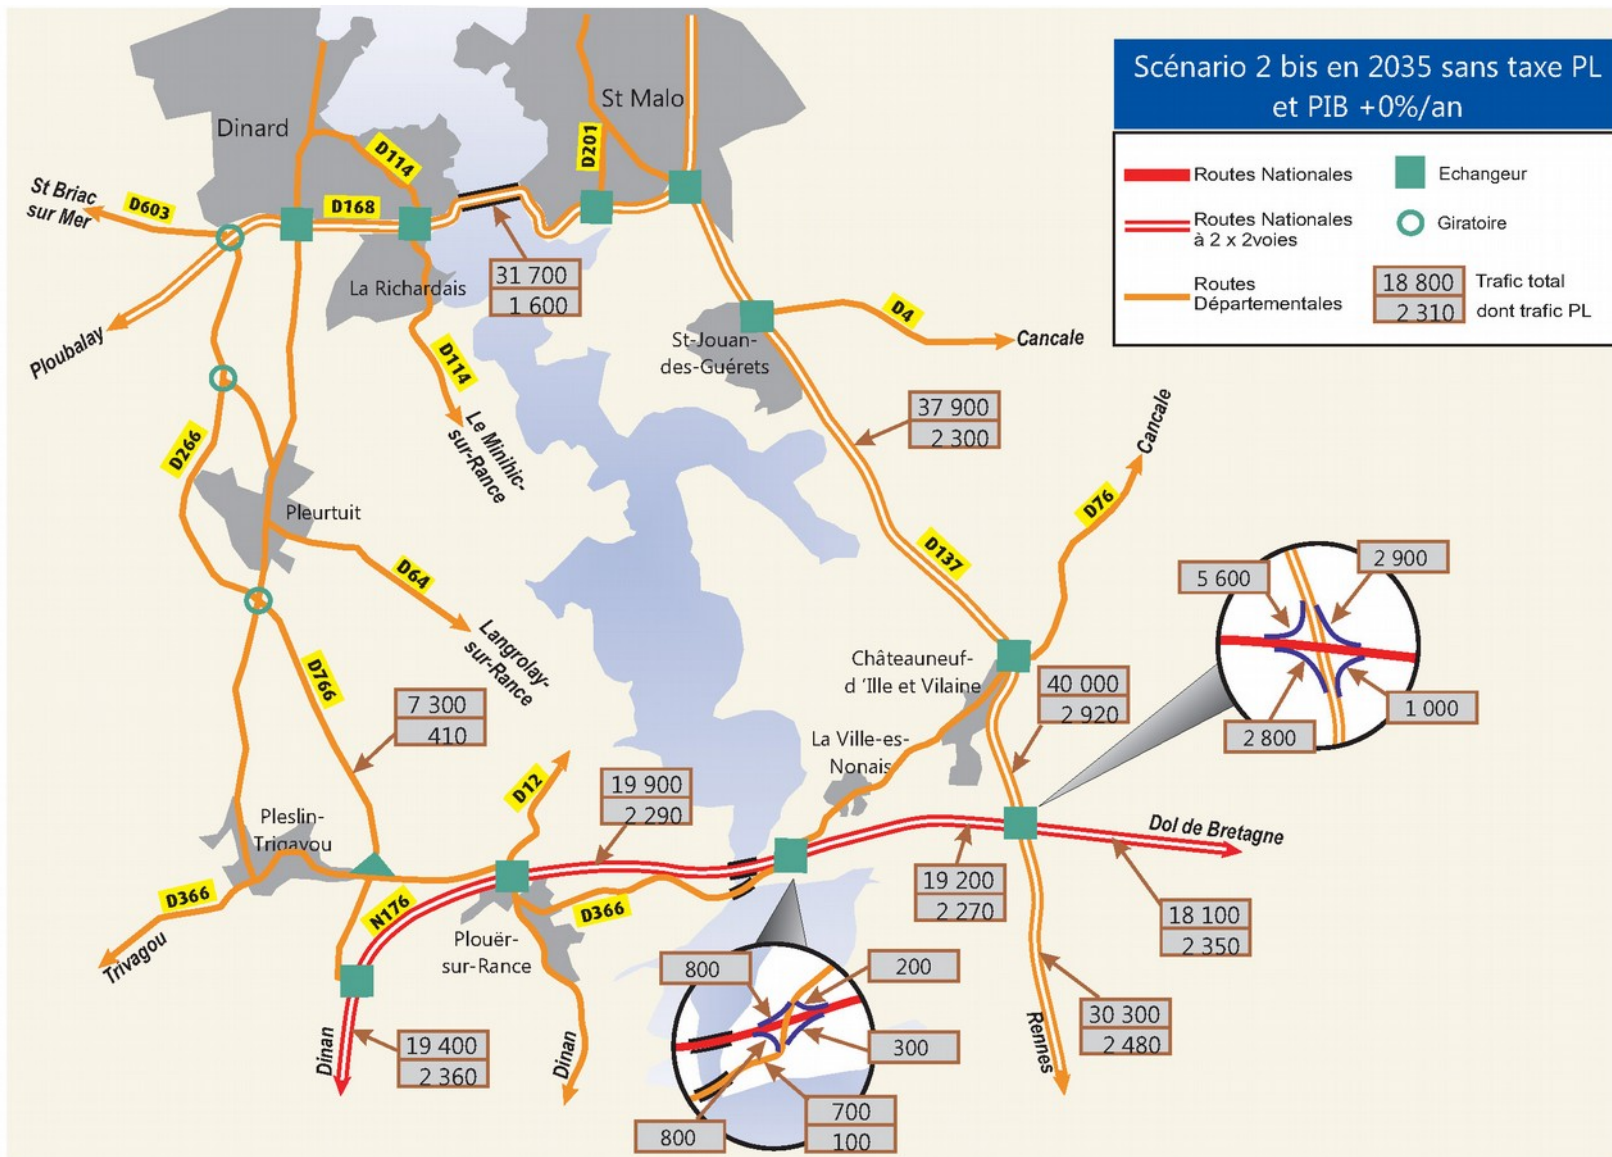 Scénario 2 bis en 2035 sans taxe PL
et PIB +0%/an
Routes Nationales
Echangeur
Routes Nationales
à 2 x 2voies
Giratoire
Routes
Départementales
18 800
2 310
Trafic total
dont trafic PL
St Malo
Dinard
D201
D114
St Briac
sur Mer
D603
D168
La Richardais
31 700
1 600
Ploubalay
D4
Cancale
St-Jouan-
des-Guérets
D114
Le Minihic-
sur-Rance
37 900
2 300
Cancale
D266
D76
Pleurtuit
D137
D64
Langrolay-
sur-Rance
5 600
2 900
2 800
1 000
D766
Châteauneuf-
d 'Ille et Vilaine
40 000
2 920
7 300
410
La Ville-es-
Nonais
D12
19 900
2 290
Pleslin-
Trigavou
Dol de Bretagne
D366
N176
D366
19 200
2 270
18 100
2 350
Trivagou
Plouër-
sur-Rance
800
200
300
800
700
100
30 300
2 480
Rennes
Dinan
19 400
2 360
Dinan